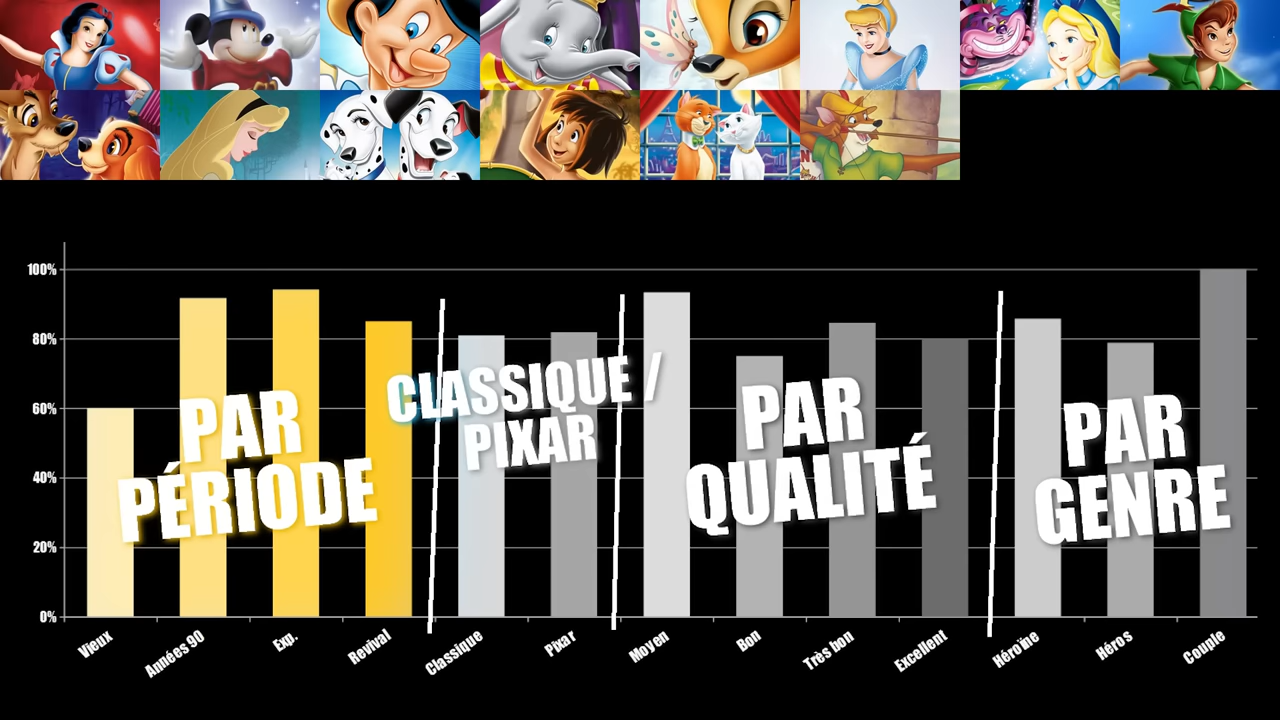 100%
80%
60%
40%
20%
0%
PAR
PÉRIODE
CLASSIQUE /
PIXAR
PAR
QUALITÉ
PAR
GENRE
Vieux
Années 90
Exp.
Revival
Classique
Pixar
Moyen
Bon
Très bon
Excellent
Héroïne
Héros
Couple